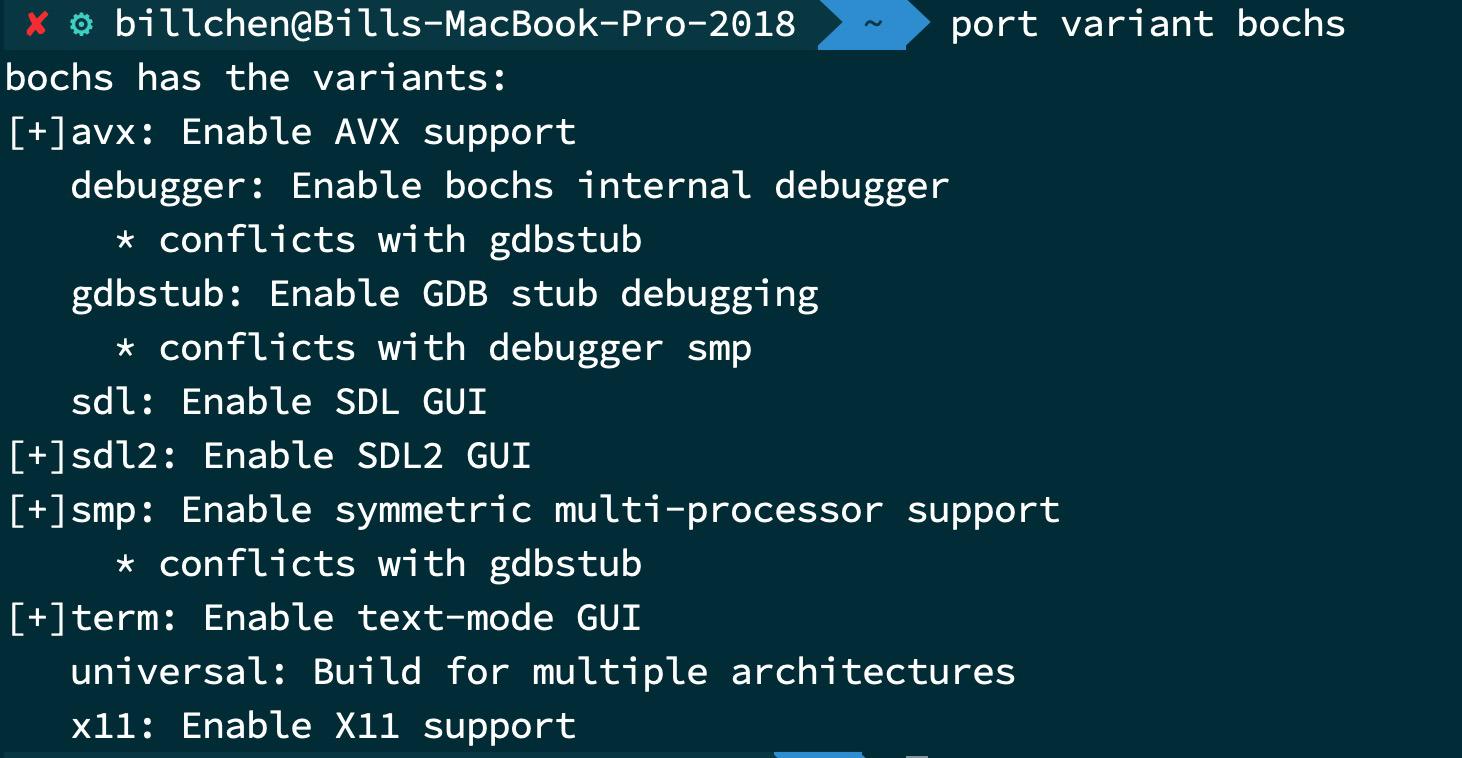 ✘ ⚙ billchen@Bills-MacBook-Pro-2018 ~ port variant bochs
bochs has the variants:
[+]avx: Enable AVX support
   debugger: Enable bochs internal debugger
     * conflicts with gdbstub
   gdbstub: Enable GDB stub debugging
     * conflicts with debugger smp
   sdl: Enable SDL GUI
[+]sdl2: Enable SDL2 GUI
[+]smp: Enable symmetric multi-processor support
     * conflicts with gdbstub
[+]term: Enable text-mode GUI
   universal: Build for multiple architectures
   x11: Enable X11 support